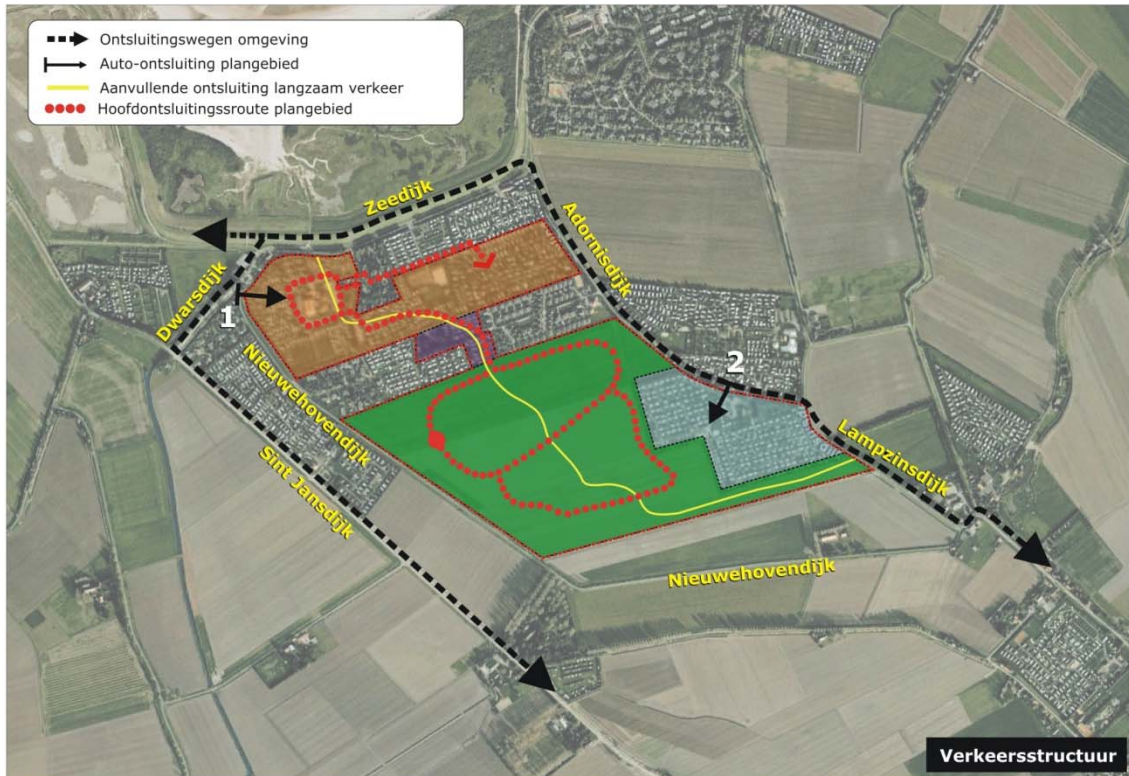 Ontsluitingswegen omgeving
Auto-ontsluiting plangebied
Aanvullende ontsluiting langzaam verkeer
Hoofdontsluitingssroute plangebied
Zeedijk
Adornisdijk
Dwarsdijk
1
Nieuwehovendijk
2
Lampzinsdijk
Sint Jansdijk
Nieuwehovendijk
Verkeersstructuur